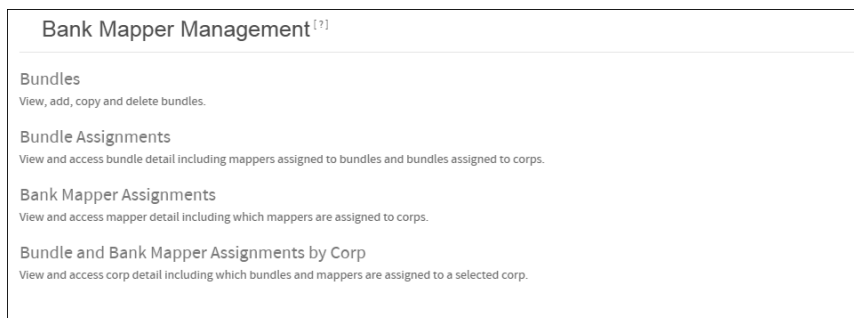 Bank Mapper Management [?]
Bundles
View, add, copy and delete bundles.
Bundle Assignments
View and access bundle detail including mappers assigned to bundles and bundles assigned to corps.
Bank Mapper Assignments
View and access mapper detail including which mappers are assigned to corps.
Bundle and Bank Mapper Assignments by Corp
View and access corp detail including which bundles and mappers are assigned to a selected corp.